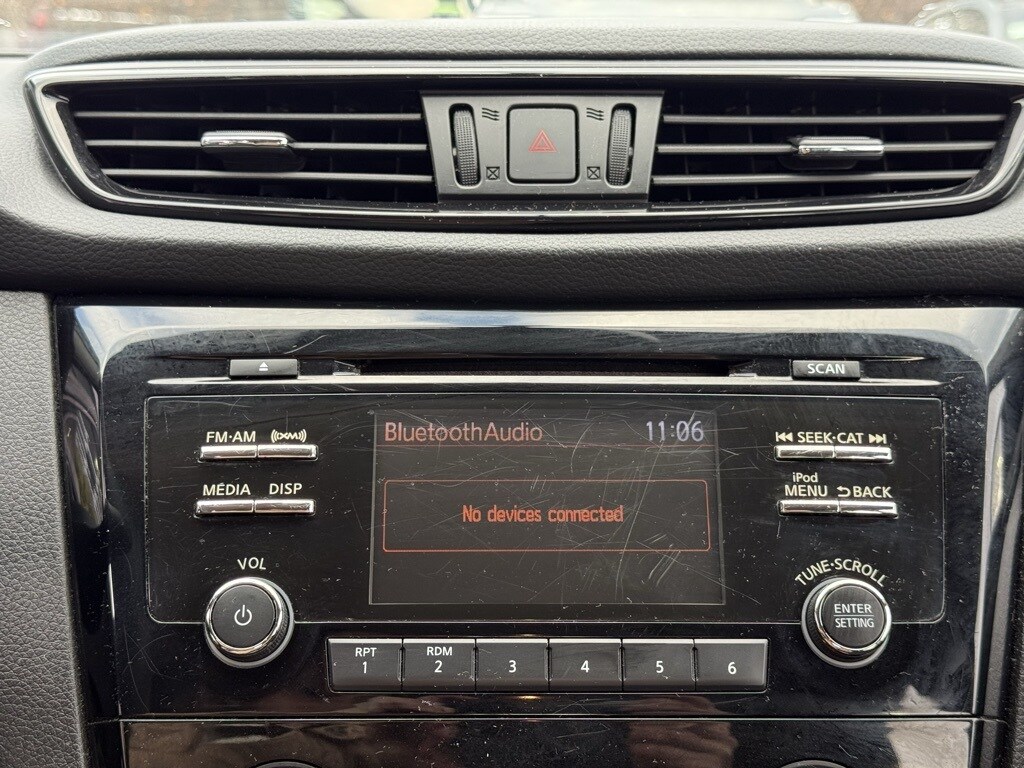 SCAN
FM·AM ((XM))
BluetoothAudio 11:06
SEEK·CAT
MEDIA DISP
iPod
MENU BACK
No devices connected
VOL
TUNE·SCROLL
ENTER
SETTING
RPT RDM
1 2 3 4 5 6